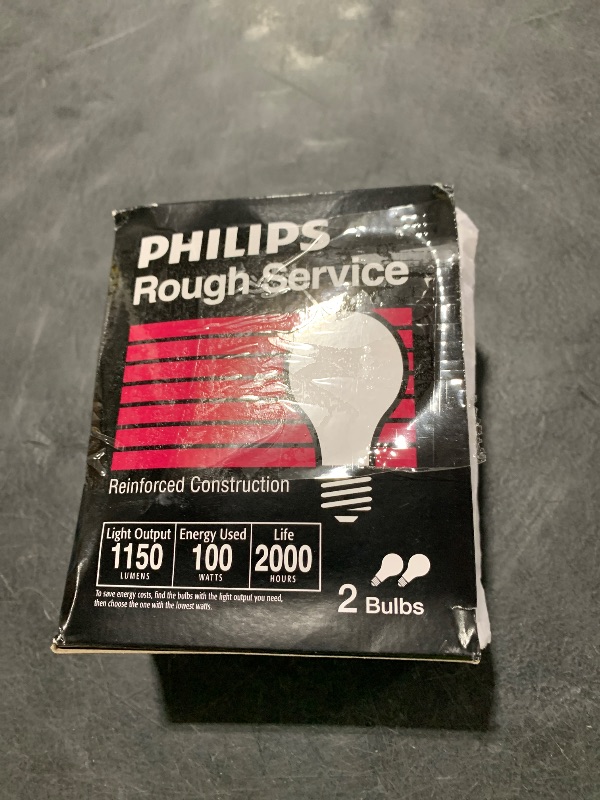 PHILIPS
Rough Service
Reinforced Construction
Light Output Energy Used Life
1150 100 2000
LUMENS WATTS HOURS
To save energy costs, find the bulbs with the light output you need,
then choose the one with the lowest watts.
2 Bulbs